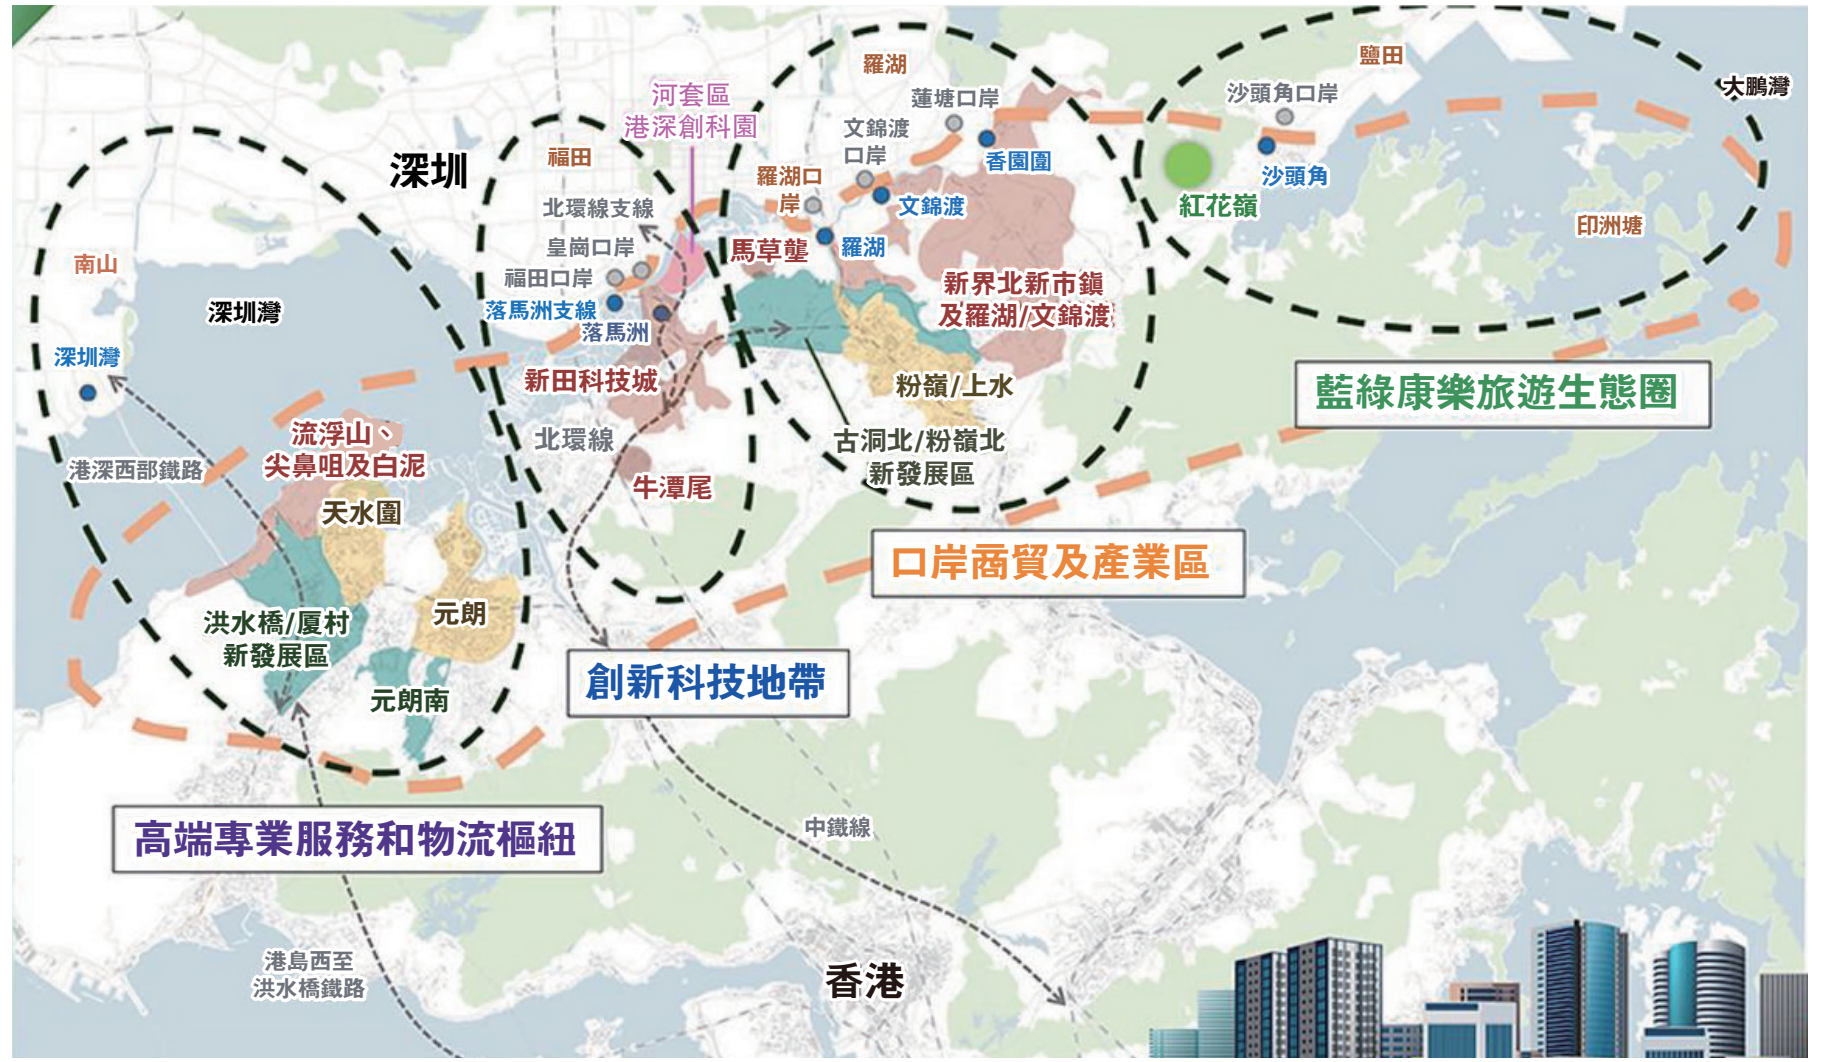 鹽田
羅湖
大鵬灣
河套區
港深創科園
蓮塘口岸
沙頭角口岸
文錦渡
口岸
福田
深圳
香園圍
羅湖口
岸
沙頭角
北環線支線
文錦渡
紅花嶺
印洲塘
皇崗口岸
馬草壟
羅湖
南山
福田口岸
新界北新市鎮
及羅湖/文錦渡
深圳灣
落馬洲支線
落馬洲
深圳灣
新田科技城
粉嶺/上水
藍綠康樂旅遊生態圈
流浮山、
尖鼻咀及白泥
北環線
古洞北/粉嶺北
新發展區
港深西部鐵路
牛潭尾
天水圍
口岸商貿及產業區
元朗
洪水橋/厦村
新發展區
創新科技地帶
元朗南
高端專業服務和物流樞紐
中鐵線
港島西至
洪水橋鐵路
香港